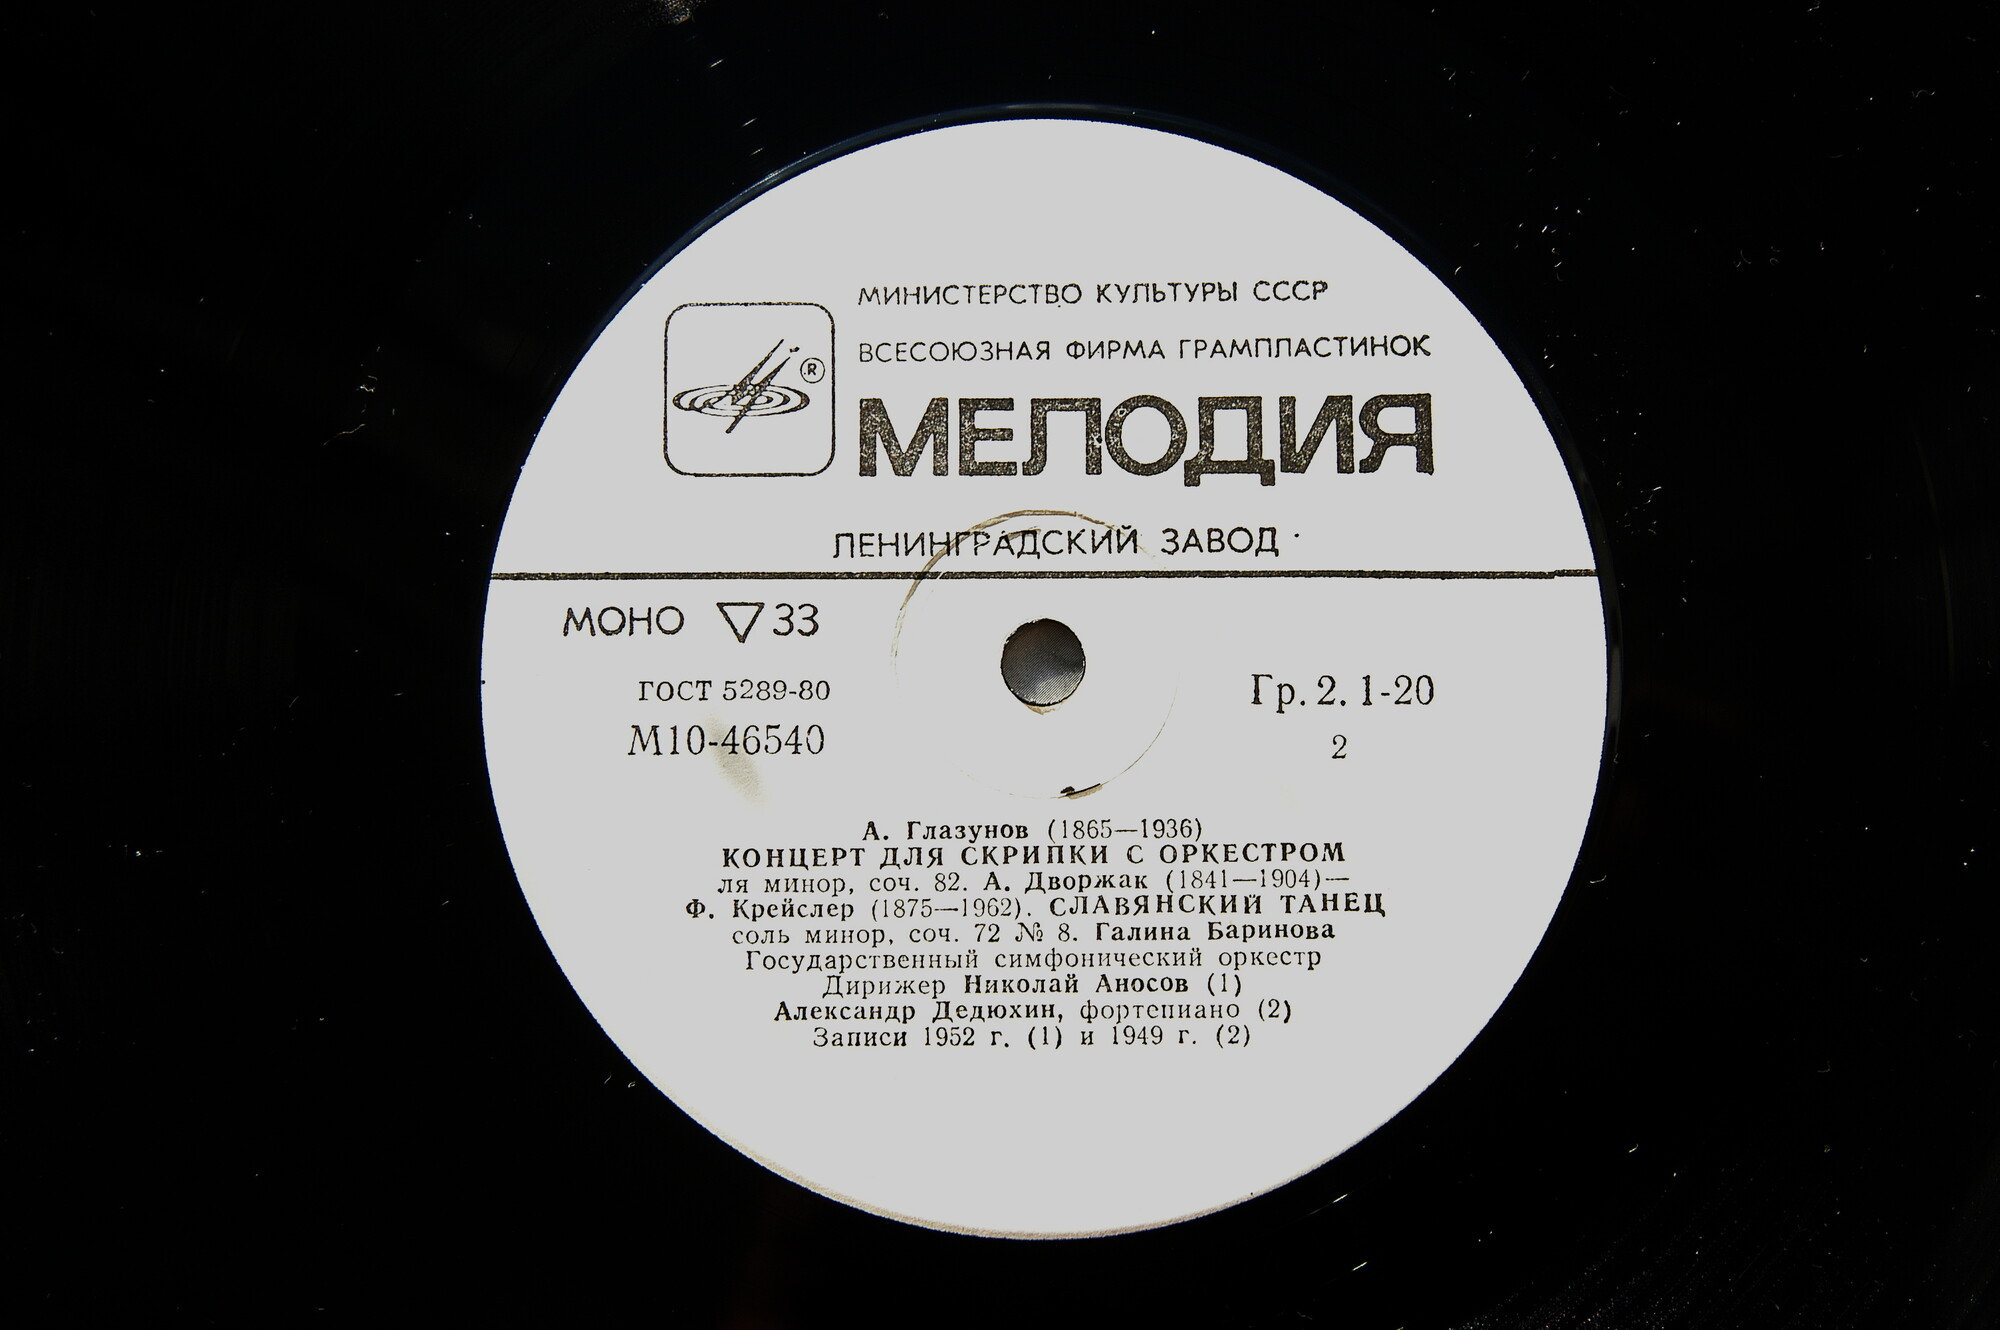 МИНИСТЕРСТВО КУЛЬТУРЫ СССР
ВСЕСОЮЗНАЯ ФИРМА ГРАМПЛАСТИНОК
®
МЕЛОДИЯ
ЛЕНИНГРАДСКИЙ ЗАВОД
МОНО ▽33
ГОСТ 5289-80
Гр. 2. 1-20
М10-46540
2
А. Глазунов (1865—1936)
КОНЦЕРТ ДЛЯ СКРИПКИ С ОРКЕСТРОМ
ля минор, соч. 82. А. Дворжак (1841—1904)—
Ф. Крейслер (1875—1962). СЛАВЯНСКИЙ ТАНЕЦ
соль минор, соч. 72 № 8. Галина Баринова
Государственный симфонический оркестр
Дирижер Николай Аносов (1)
Александр Дедюхин, фортепиано (2)
Записи 1952 г. (1) и 1949 г. (2)